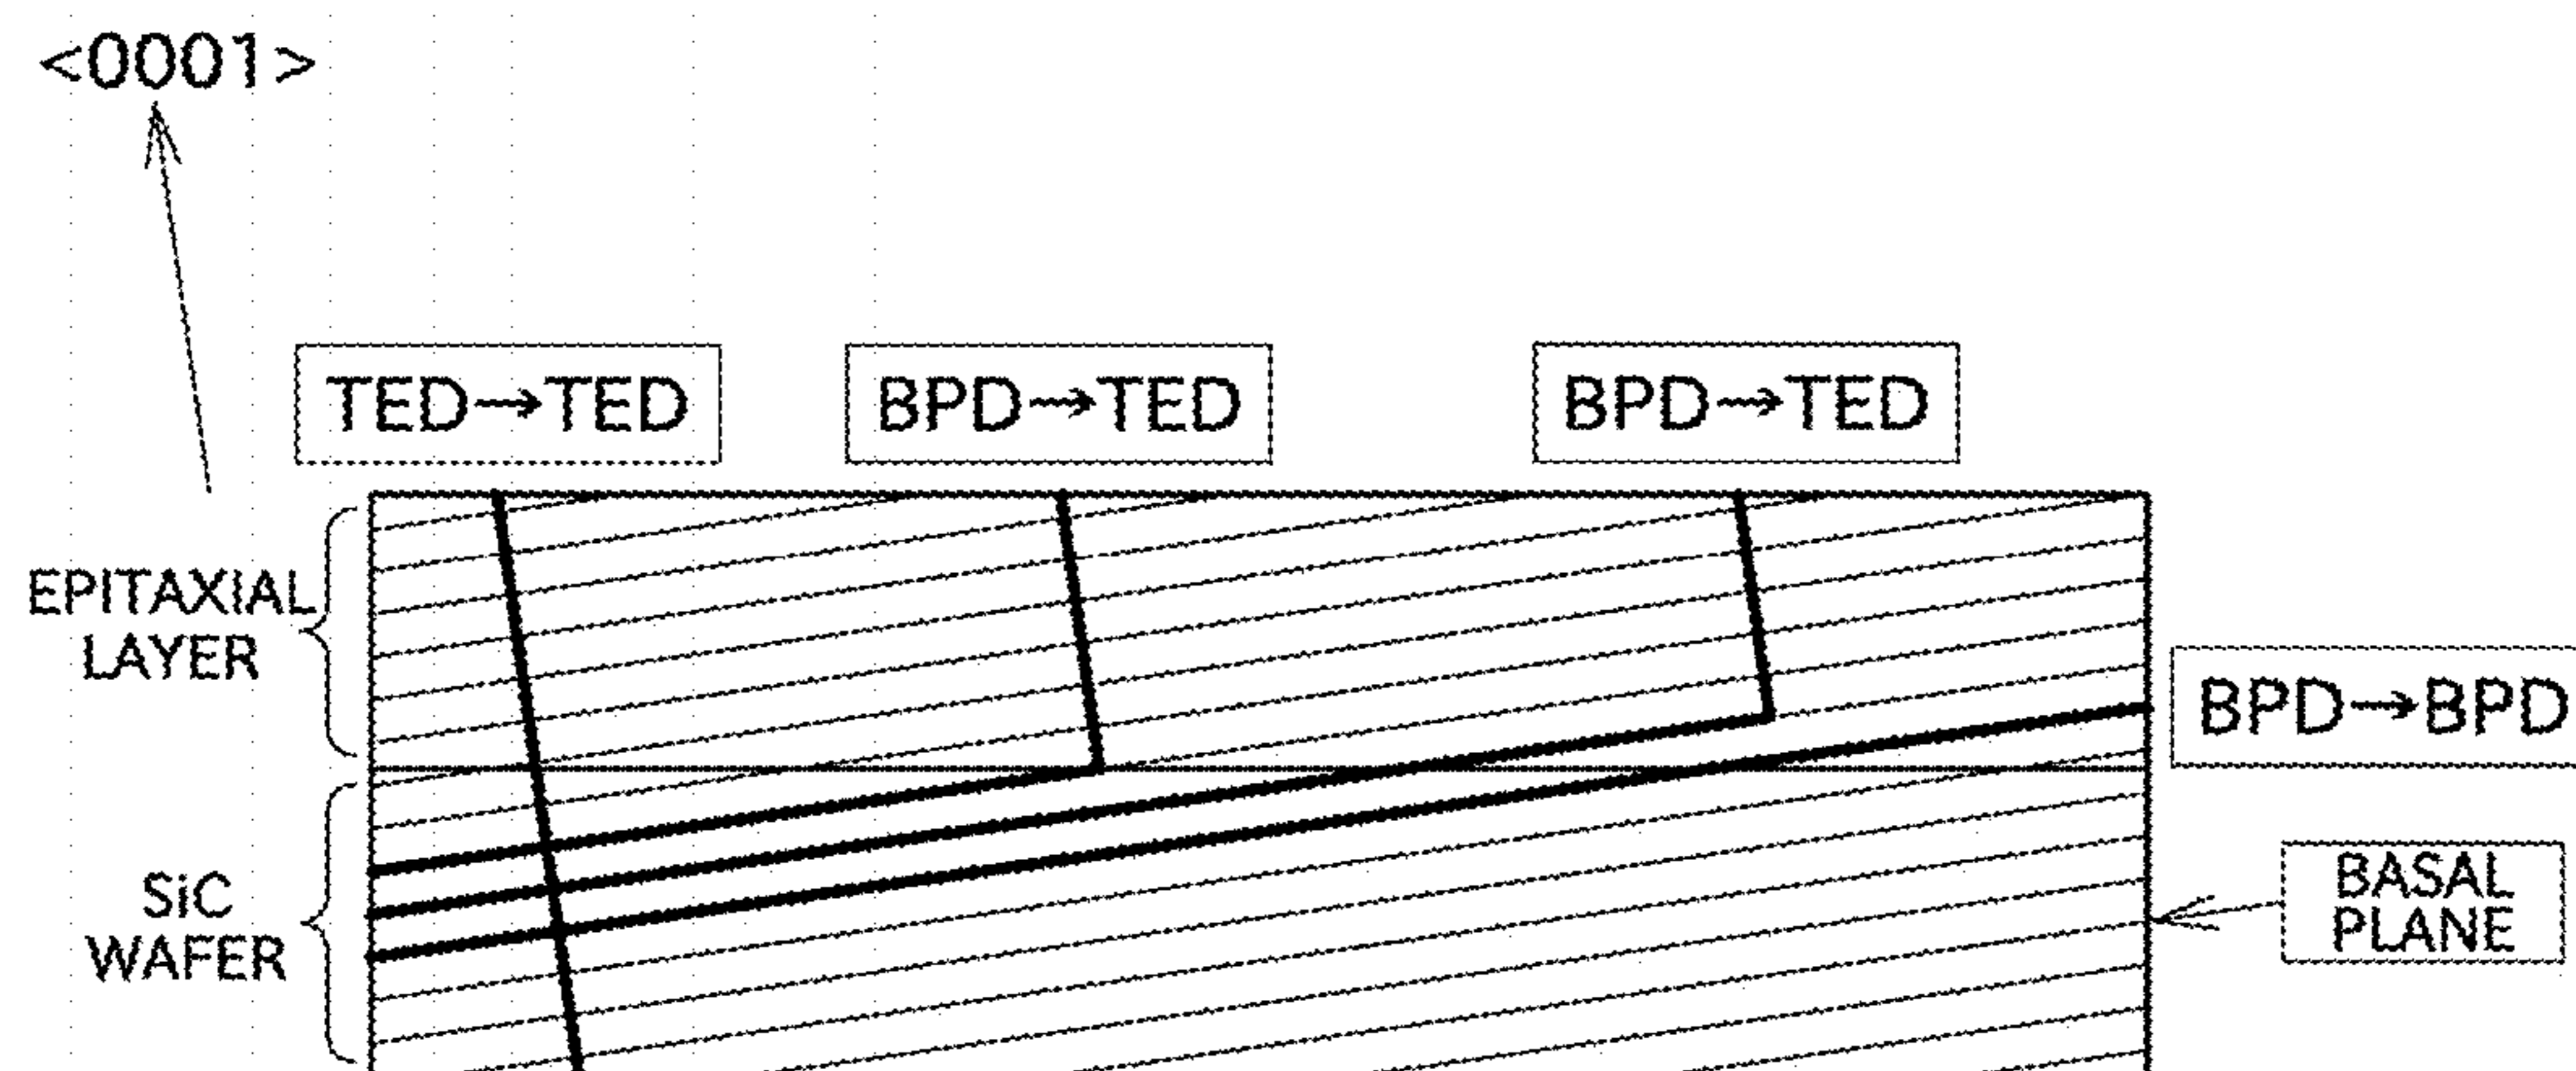 <0001>
TED→TED
BPD→TED
BPD→TED
EPITAXIAL
LAYER
BPD→BPD
SiC
WAFER
BASAL
PLANE